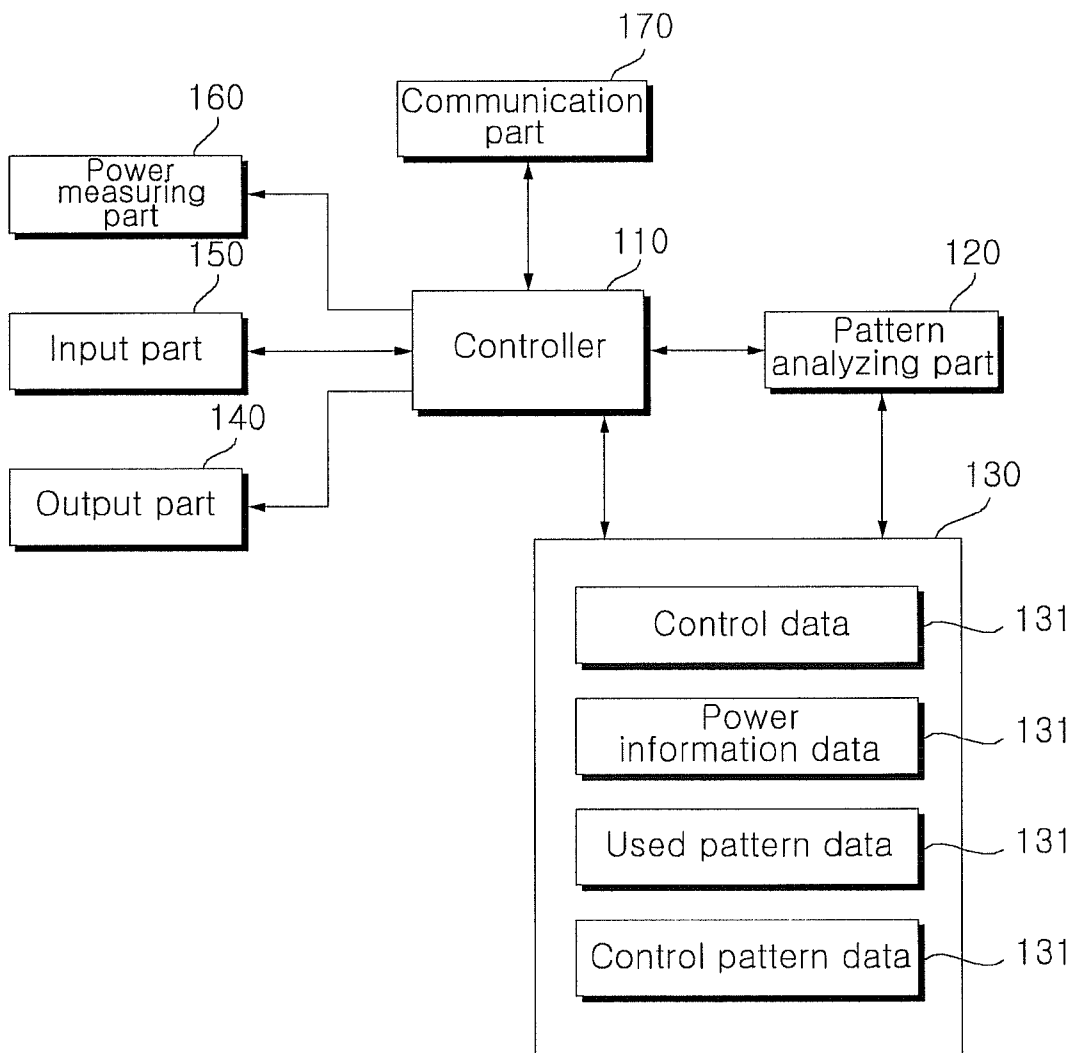 170
Communication
part
160
Power
measuring
part
150
Input part
140
Output part
110
Controller
120
Pattern
analyzing part
130
Control data
131
Power
information data
131
Used pattern data
131
Control pattern data
131